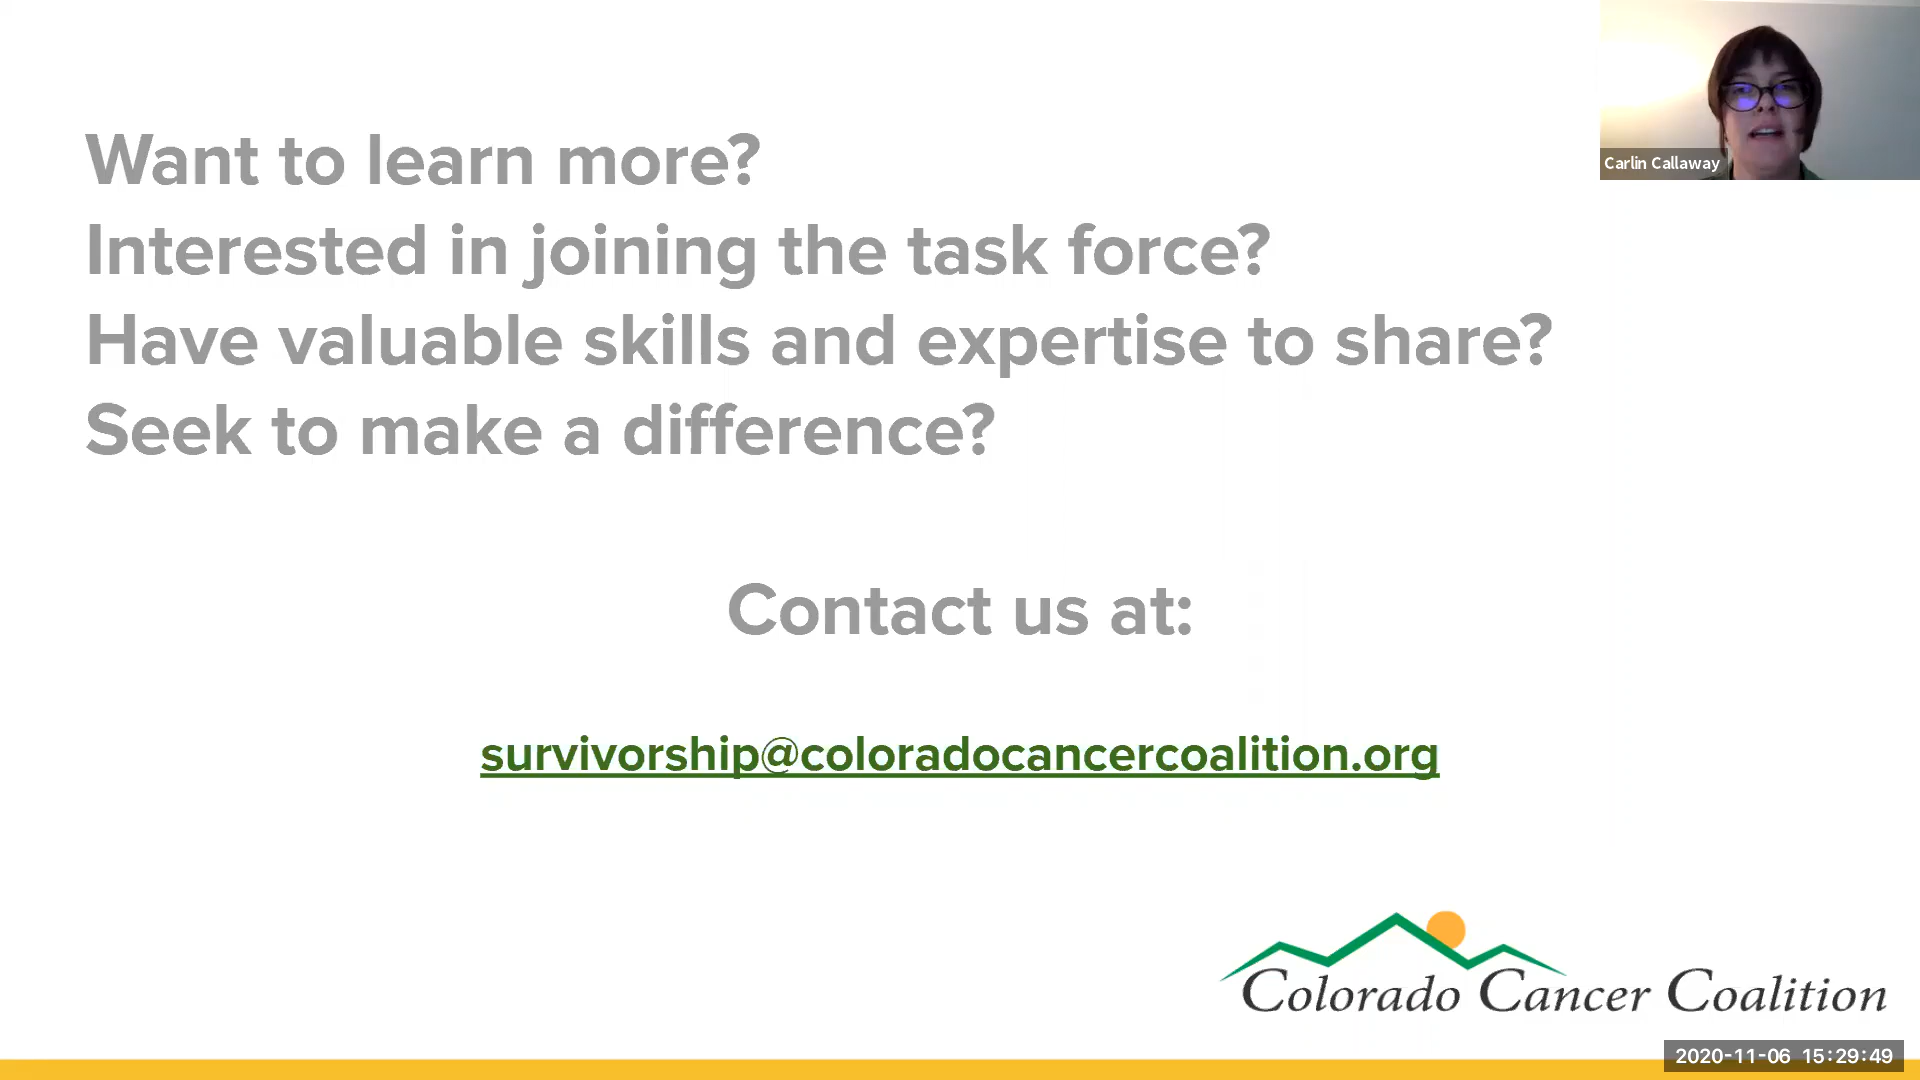 Want to learn more?
Interested in joining the task force?
Have valuable skills and expertise to share?
Seek to make a difference?
Contact us at:
survivorship@coloradocancercoalition.org
Carlin Callaway
Colorado Cancer Coalition
2020-11-06 15:29:49